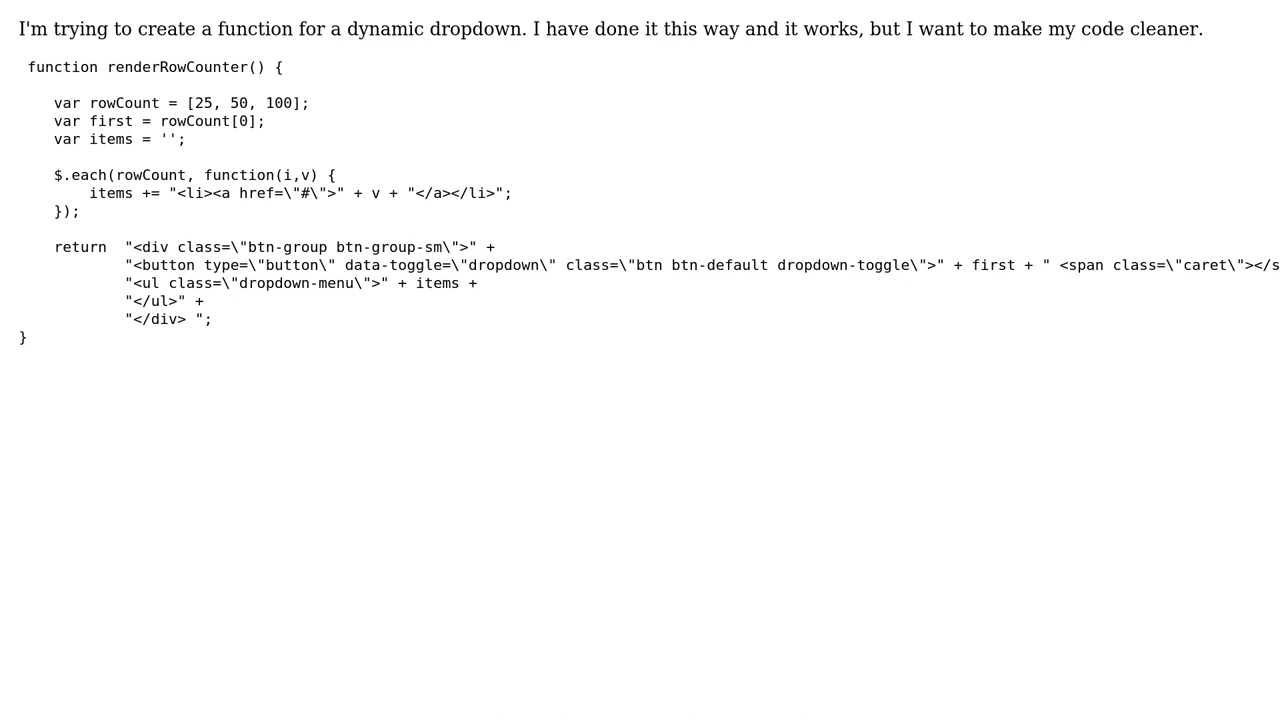 I'm trying to create a function for a dynamic dropdown. I have done it this way and it works, but I want to make my code cleaner.
function renderRowCounter() {
var rowCount = [25, 50, 100];
var first = rowCount[0];
var items = '';
$.each(rowCount, function(i,v) {
items += "<li><a href=\"#\">" + v + "</a></li>";
});
return  "<div class=\"btn-group btn-group-sm\">" +
"<button type=\"button\" data-toggle=\"dropdown\" class=\"btn btn-default dropdown-toggle\">" + first + " <span class=\"caret\"></s
"<ul class=\"dropdown-menu\">" + items +
"</ul>" +
"</div> ";
}